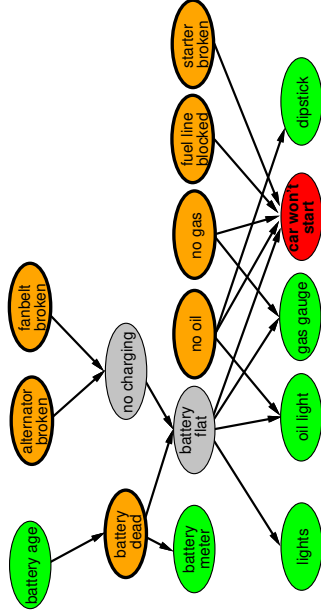 battery age
alternator
broken
fanbelt
broken
battery
dead
no charging
battery
meter
battery
flat
no oil
no gas
fuel line
blocked
starter
broken
lights
oil light
gas gauge
car won't
start
dipstick